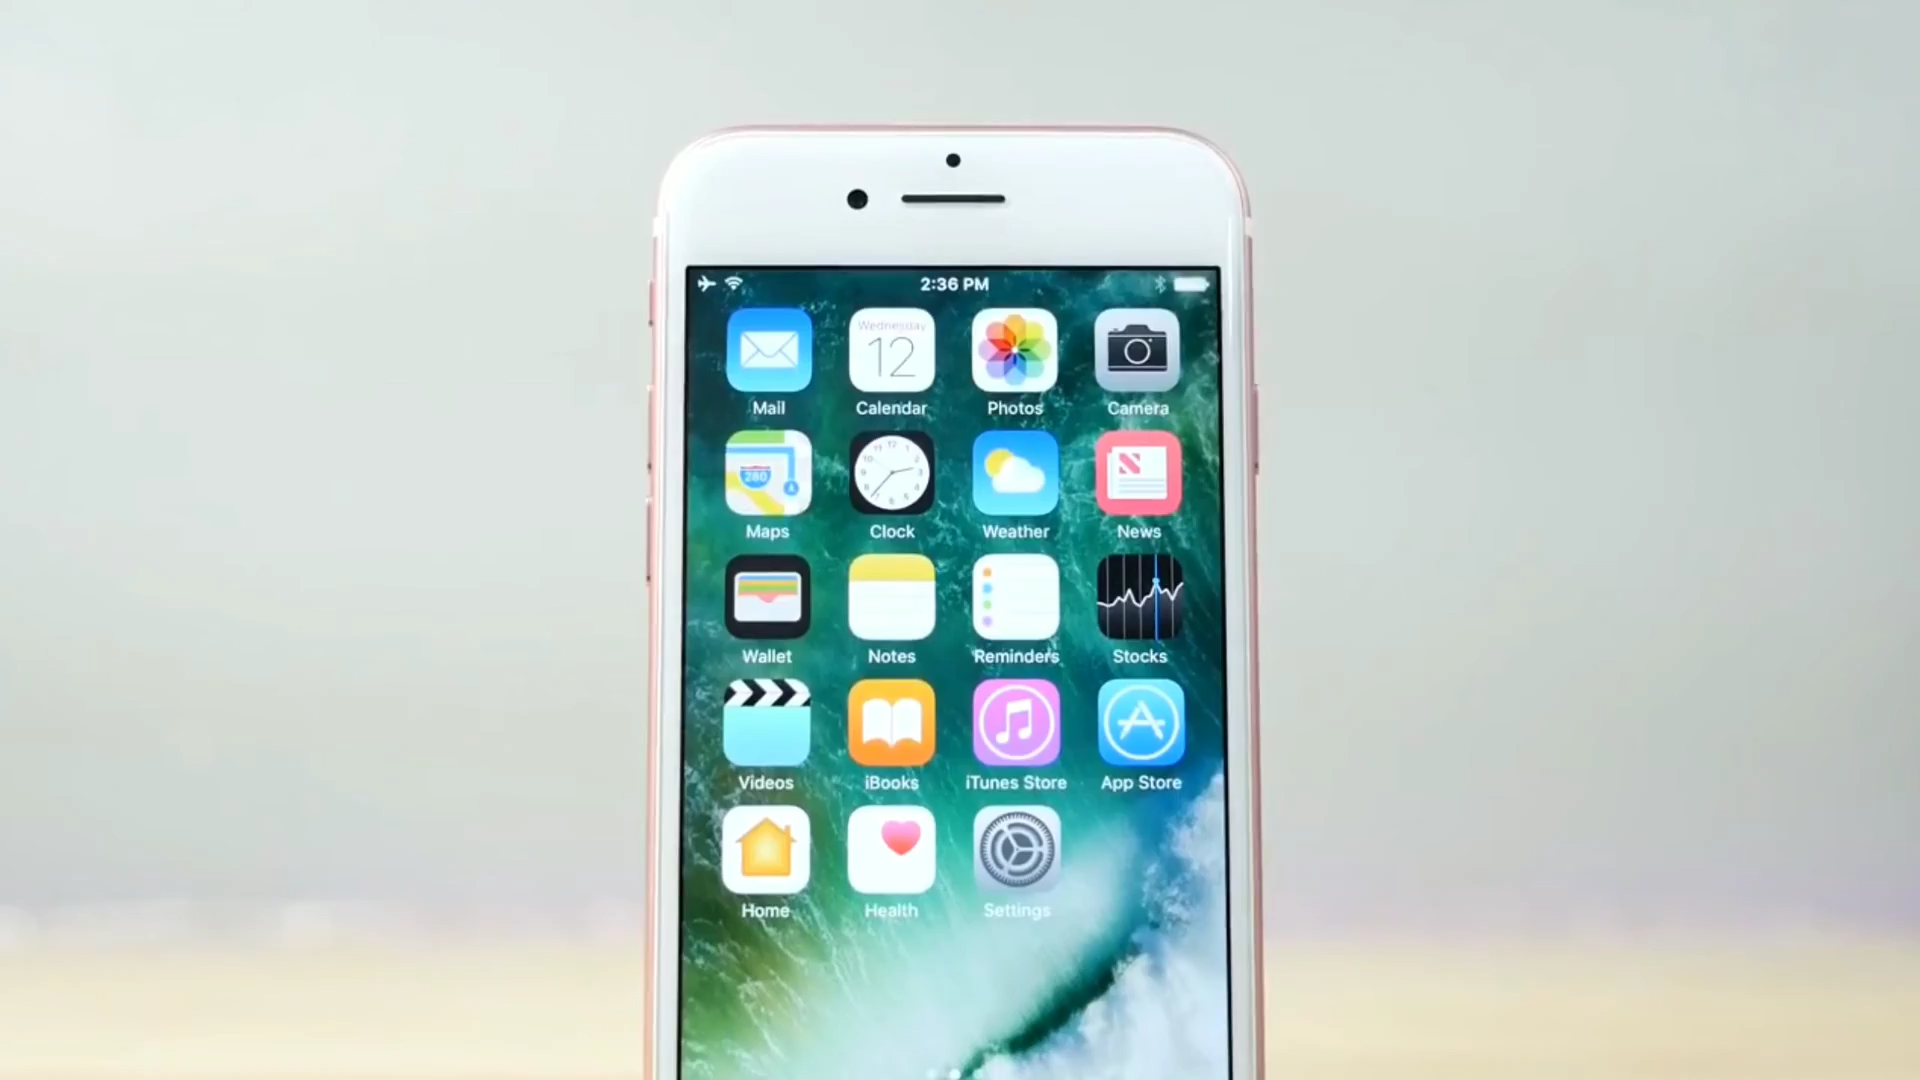 2:36 PM
Wednesday
12
Mail
Calendar
Photos
Camera
280
Maps
Clock
Weather
News
Wallet
Notes
Reminders
Stocks
Videos
iBooks
iTunes Store
App Store
Home
Health
Settings